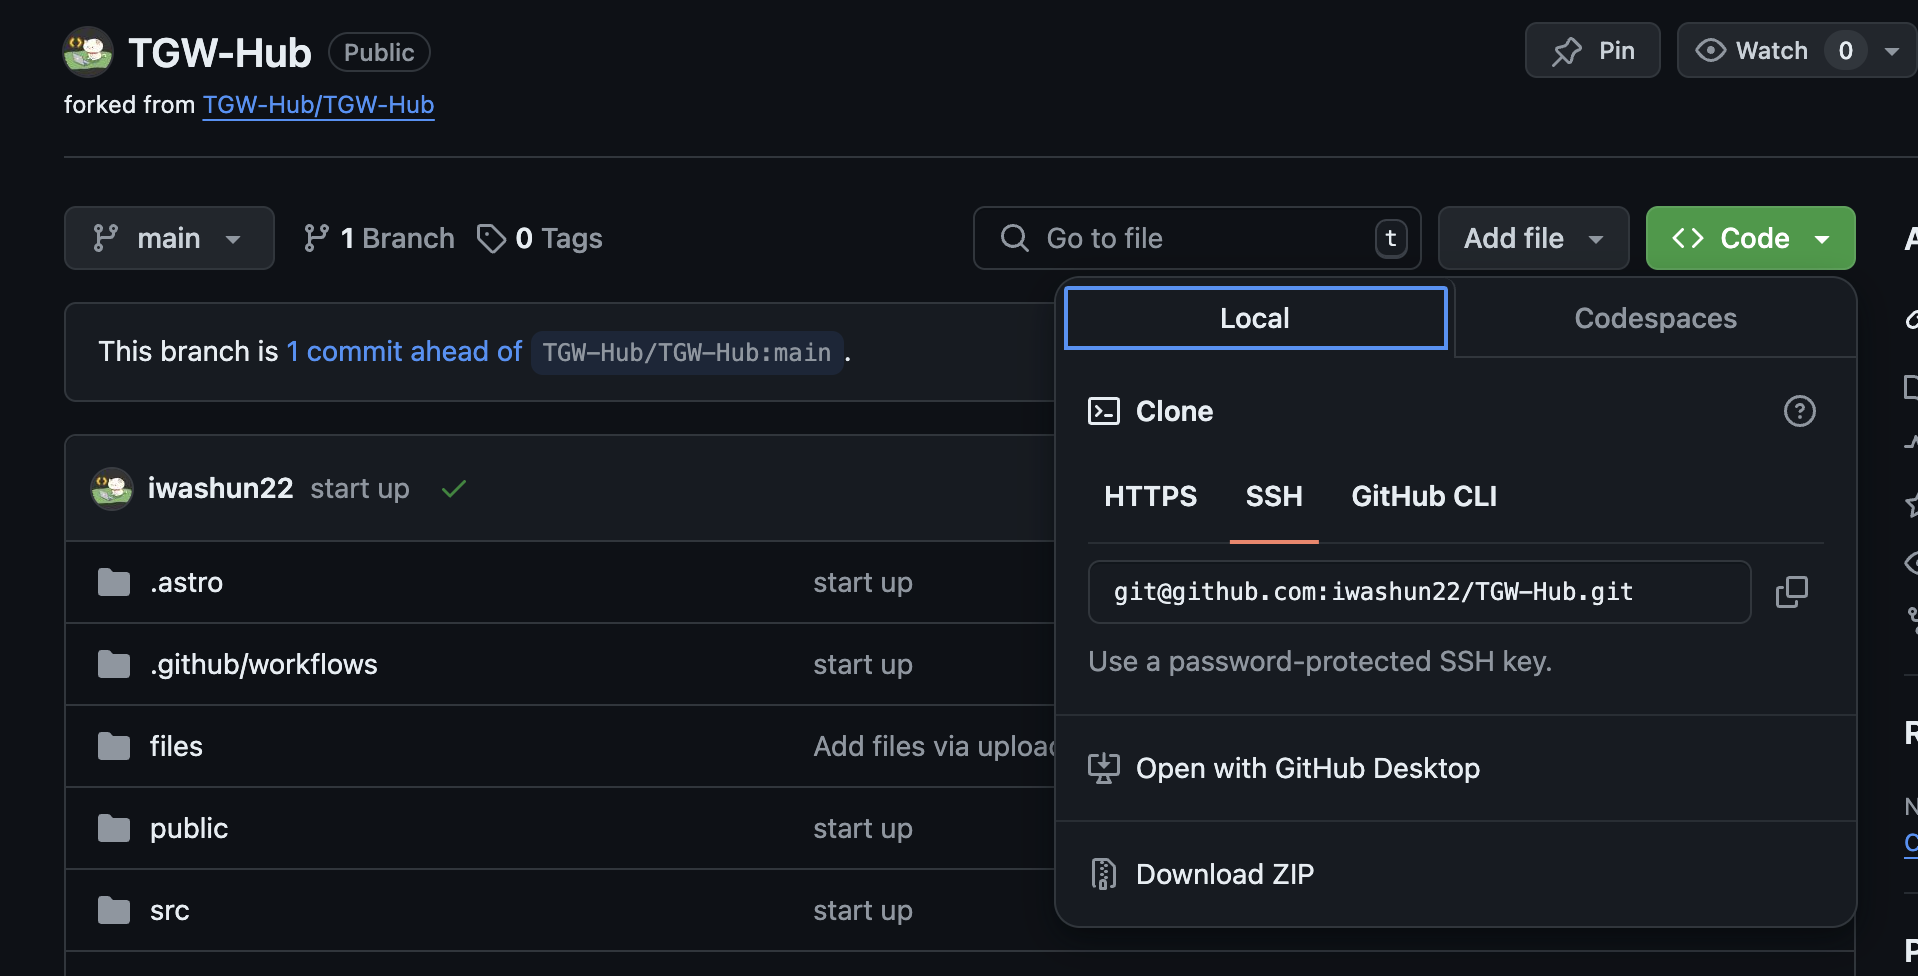 TGW-Hub Public
Pin
Watch 0
forked from TGW-Hub/TGW-Hub
main
1 Branch
0 Tags
Go to file t
Add file
Code
This branch is 1 commit ahead of TGW-Hub/TGW-Hub:main .
iwashun22 start up
.astro start up
.github/workflows start up
files Add files via upload
public start up
src start up
Local
Codespaces
Clone
HTTPS SSH GitHub CLI
git@github.com:iwashun22/TGW-Hub.git
Use a password-protected SSH key.
Open with GitHub Desktop
Download ZIP